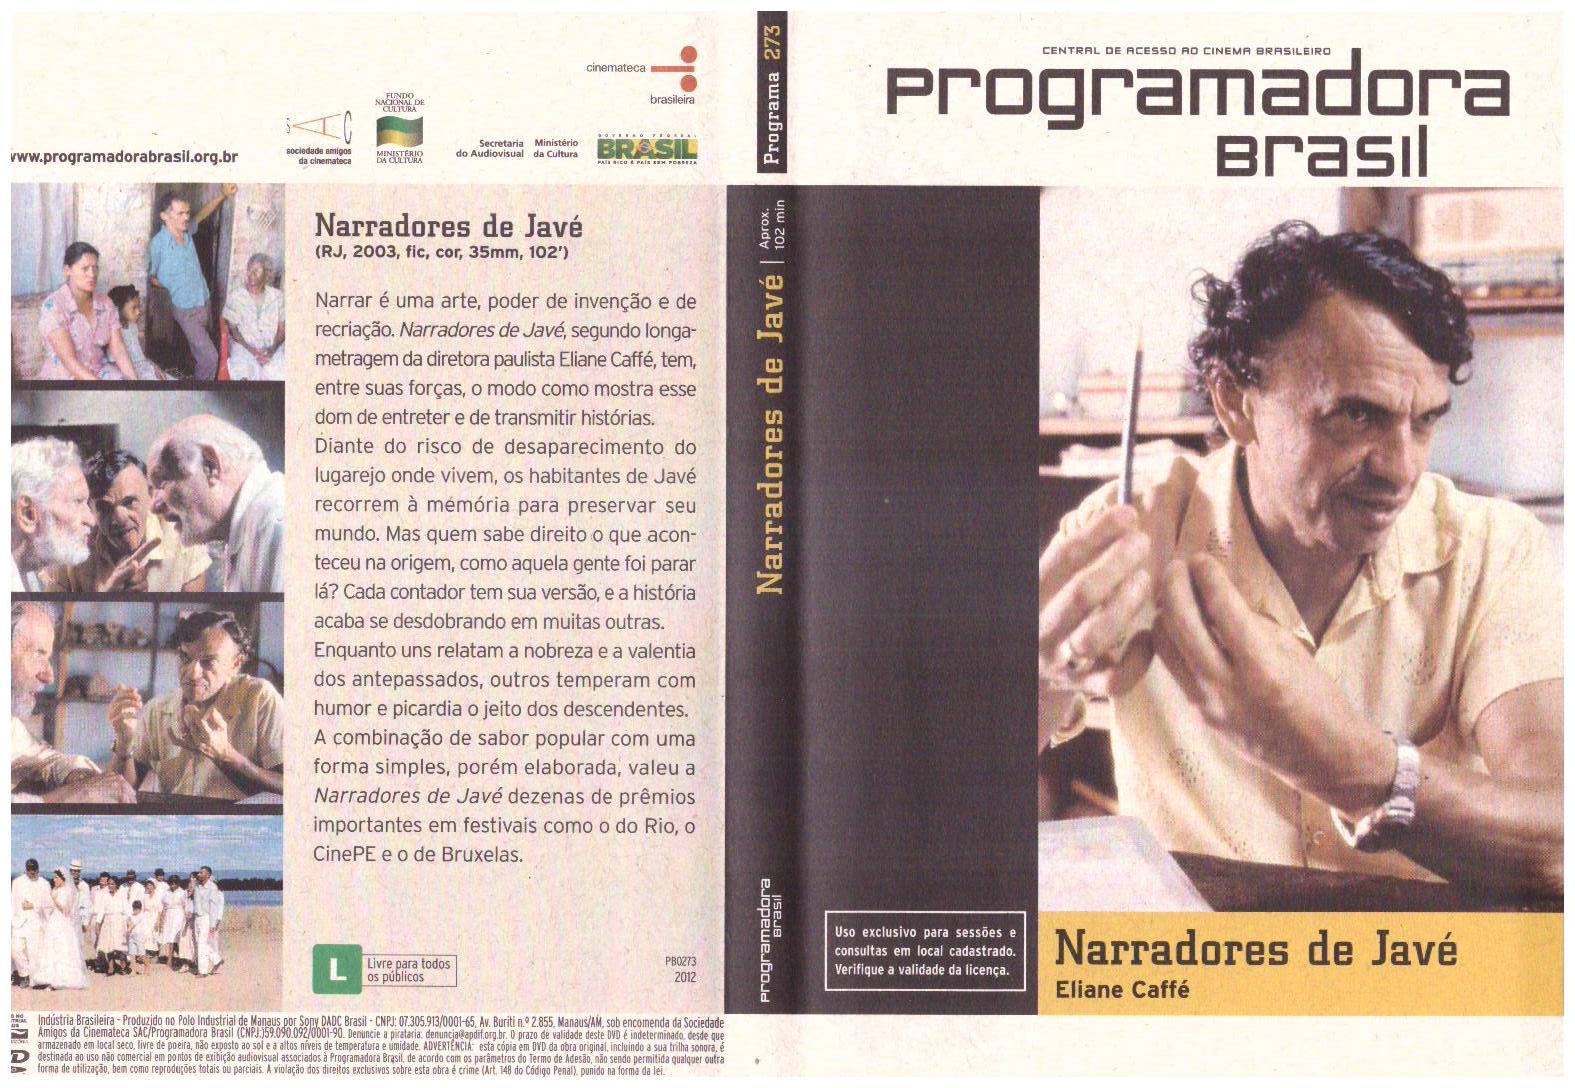 cinemateca
brasileira
FUNDO
NACIONAL DE
CULTURA
MINISTÉRIO
DA CULTURA
SAC
sociedade amigos
da cinemateca
Secretaria
do Audiovisual
Ministério
da Cultura
GOVERNO FEDERAL
BRASIL
PAÍS RICO É PAÍS SEM POBREZA
www.programadorabrasil.org.br
Narradores de Javé
(RJ, 2003, fic, cor, 35mm, 102')
Narrar é uma arte, poder de invenção e de
recriação. Narradores de Javé, segundo longa-
metragem da diretora paulista Eliane Caffé, tem,
entre suas forças, o modo como mostra esse
dom de entreter e de transmitir histórias.
Diante do risco de desaparecimento do
lugarejo onde vivem, os habitantes de Javé
recorrem à memória para preservar seu
mundo. Mas quem sabe direito o que acon-
teceu na origem, como aquela gente foi parar
lá? Cada contador tem sua versão, e a história
acaba se desdobrando em muitas outras.
Enquanto uns relatam a nobreza e a valentia
dos antepassados, outros temperam com
humor e picardia o jeito dos descendentes.
A combinação de sabor popular com uma
forma simples, porém elaborada, valeu a
Narradores de Javé dezenas de prêmios
importantes em festivais como o do Rio, o
CinePE e o de Bruxelas.
L
Livre para todos
os públicos
PB0273
2012
Indústria Brasileira - Produzido no Polo Industrial de Manaus por Sony DADC Brasil - CNPJ: 07.305.913/0001-65, Av. Buriti n.º 2.855, Manaus/AM, sob encomenda da Sociedade
Amigos da Cinemateca SAC/Programadora Brasil (CNPJ:)59.090.092/0001-90. Denuncie a pirataria: denuncia@apdif.org.br. O prazo de validade deste DVD é indeterminado, desde que
armazenado em local seco, livre de poeira, não exposto ao sol e a altos níveis de temperatura e umidade. ADVERTÊNCIA: esta cópia em DVD da obra original, incluindo a sua trilha sonora, é
destinada ao uso não comercial em pontos de exibição audiovisual associados à Programadora Brasil, de acordo com os parâmetros do Termo de Adesão, não sendo permitida qualquer outra
forma de utilização, bem como reproduções totais ou parciais. A violação dos direitos exclusivos sobre esta obra é crime (Art. 148 do Código Penal), punido na forma da lei.
Programa 273
Aprox.
102 min
Narradores de Javé
programadora
Brasil
CENTRAL DE ACESSO AO CINEMA BRASILEIRO
programadora
Brasil
Uso exclusivo para sessões e
consultas em local cadastrado.
Verifique a validade da licença.
Narradores de Javé
Eliane Caffé